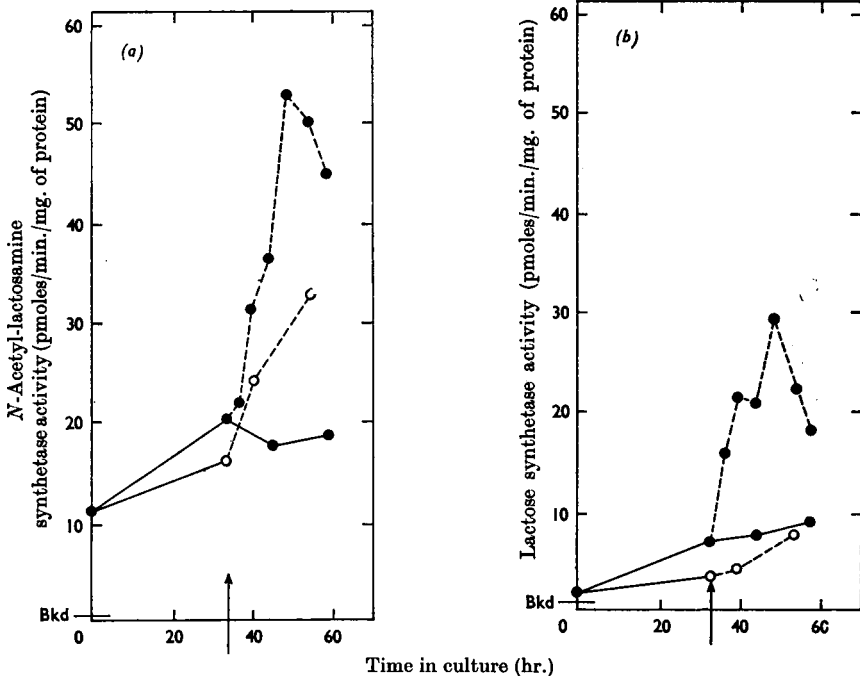 (a)
N-Acetyl-lactosamine
synthetase activity (pmoles/min./mg. of protein)
60
50
40
30
20
10
Bkd
0
20
40
60
(b)
Lactose synthetase activity (pmoles/min./mg. of protein)
60
50
40
30
20
10
Bkd
0
20
40
60
Time in culture (hr.)